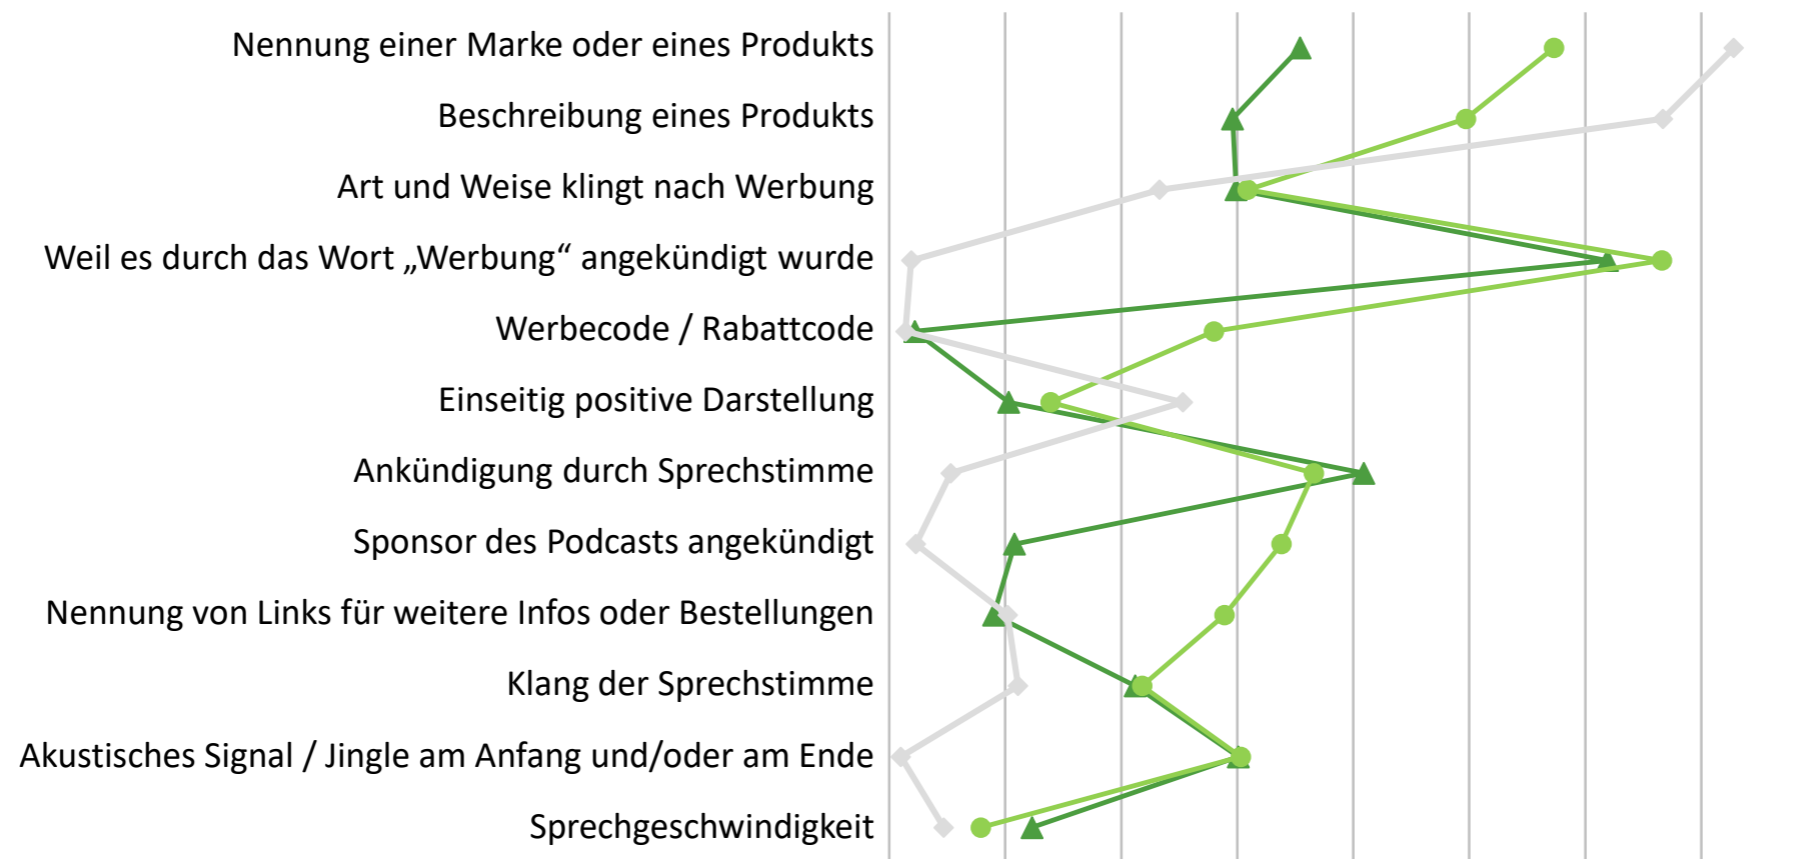 Nennung einer Marke oder eines Produkts
Beschreibung eines Produkts
Art und Weise klingt nach Werbung
Weil es durch das Wort „Werbung“ angekündigt wurde
Werbecode / Rabattcode
Einseitig positive Darstellung
Ankündigung durch Sprechstimme
Sponsor des Podcasts angekündigt
Nennung von Links für weitere Infos oder Bestellungen
Klang der Sprechstimme
Akustisches Signal / Jingle am Anfang und/oder am Ende
Sprechgeschwindigkeit